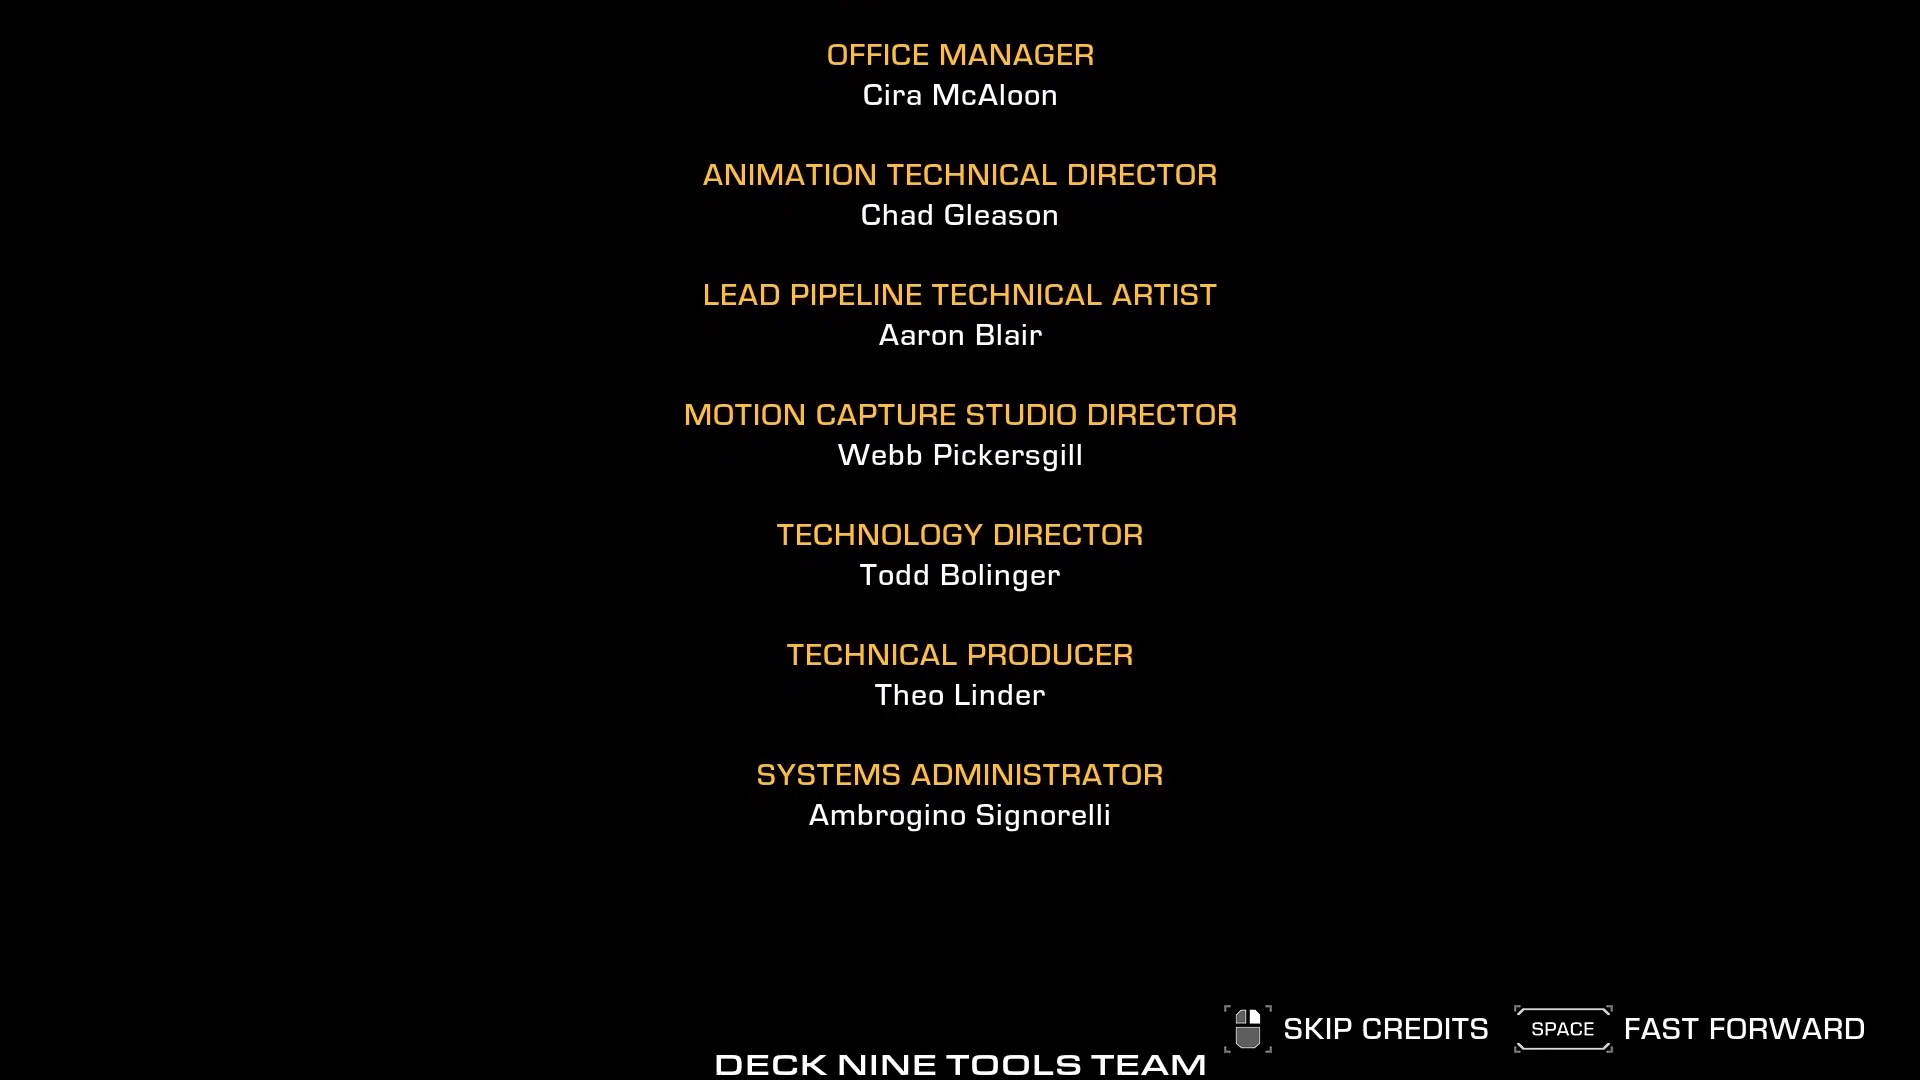 OFFICE MANAGER
Cira McAloon
ANIMATION TECHNICAL DIRECTOR
Chad Gleason
LEAD PIPELINE TECHNICAL ARTIST
Aaron Blair
MOTION CAPTURE STUDIO DIRECTOR
Webb Pickersgill
TECHNOLOGY DIRECTOR
Todd Bolinger
TECHNICAL PRODUCER
Theo Linder
SYSTEMS ADMINISTRATOR
Ambrogino Signorelli
SKIP CREDITS SPACE FAST FORWARD
DECK NINE TOOLS TEAM